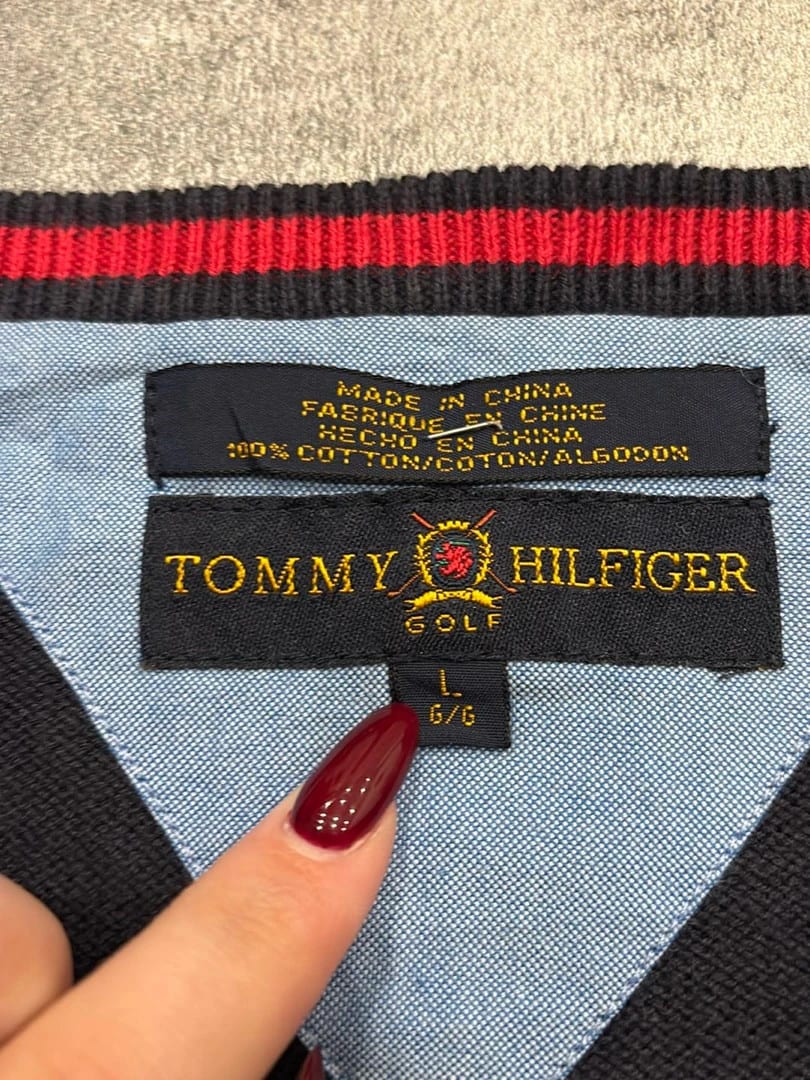 MADE IN CHINA
FABRIQUE EN CHINE
HECHO EN CHINA
100% COTTON/COTON/ALGODON
TOMMY HILFIGER
GOLF
L
G/G